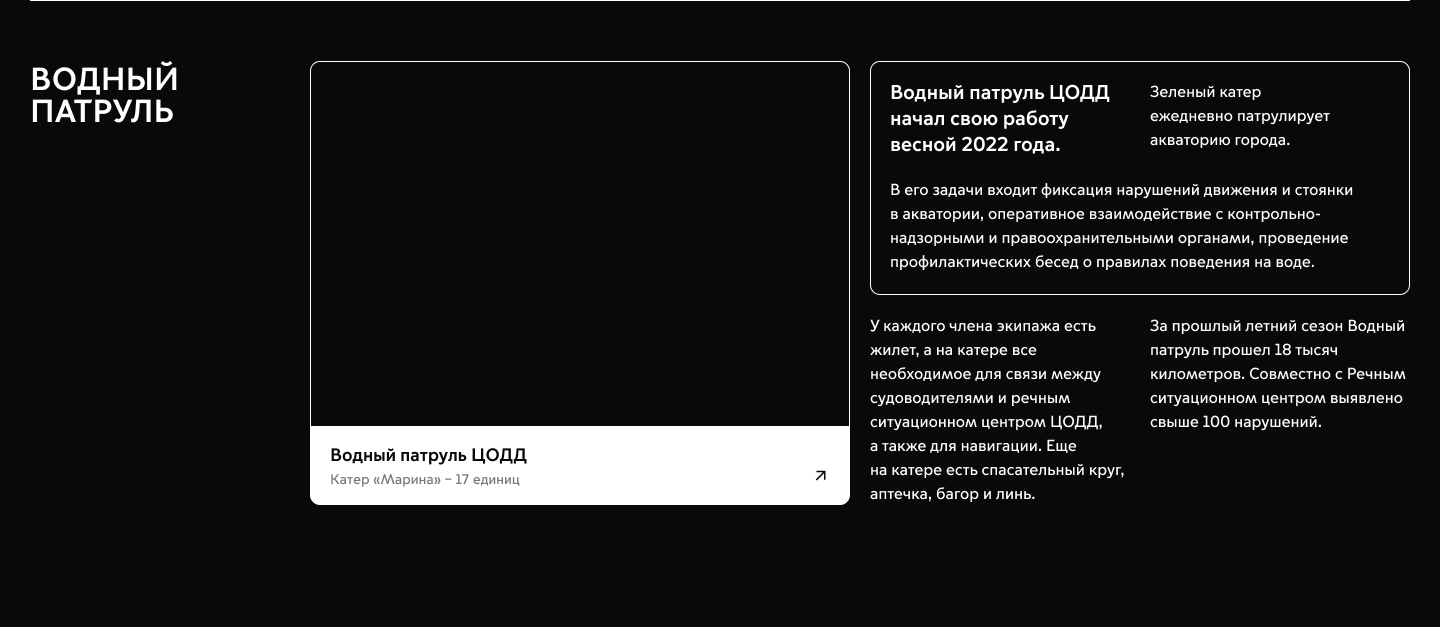 ВОДНЫЙ
ПАТРУЛЬ
Водный патруль ЦОДД
Катер «Марина» – 17 единиц
Водный патруль ЦОДД
начал свою работу
весной 2022 года.
Зеленый катер
ежедневно патрулирует
акваторию города.
В его задачи входит фиксация нарушений движения и стоянки
в акватории, оперативное взаимодействие с контрольно-
надзорными и правоохранительными органами, проведение
профилактических бесед о правилах поведения на воде.
У каждого члена экипажа есть
жилет, а на катере все
необходимое для связи между
судоводителями и речным
ситуационном центром ЦОДД,
а также для навигации. Еще
на катере есть спасательный круг,
аптечка, багор и линь.
За прошлый летний сезон Водный
патруль прошел 18 тысяч
километров. Совместно с Речным
ситуационном центром выявлено
свыше 100 нарушений.